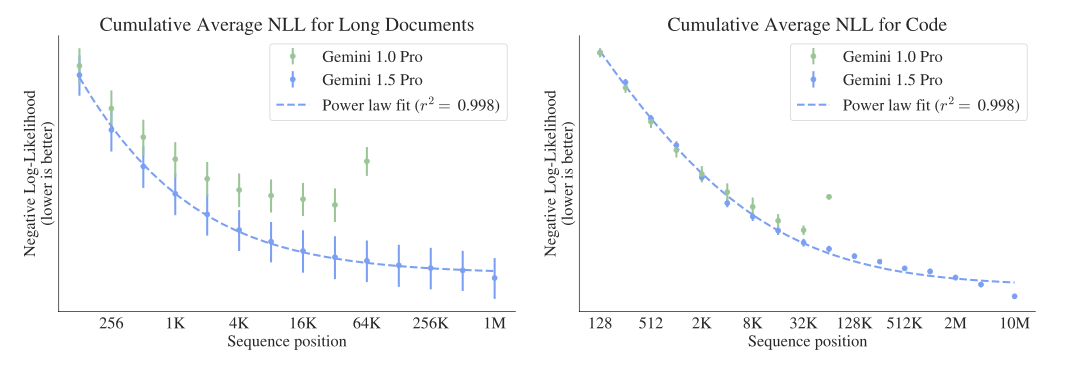 Cumulative Average NLL for Long Documents
Negative Log-Likelihood
(lower is better)
Gemini 1.0 Pro
Gemini 1.5 Pro
Power law fit (r² = 0.998)
256 1K 4K 16K 64K 256K 1M
Sequence position
Cumulative Average NLL for Code
Negative Log-Likelihood
(lower is better)
Gemini 1.0 Pro
Gemini 1.5 Pro
Power law fit (r² = 0.998)
128 512 2K 8K 32K 128K 512K 2M 10M
Sequence position